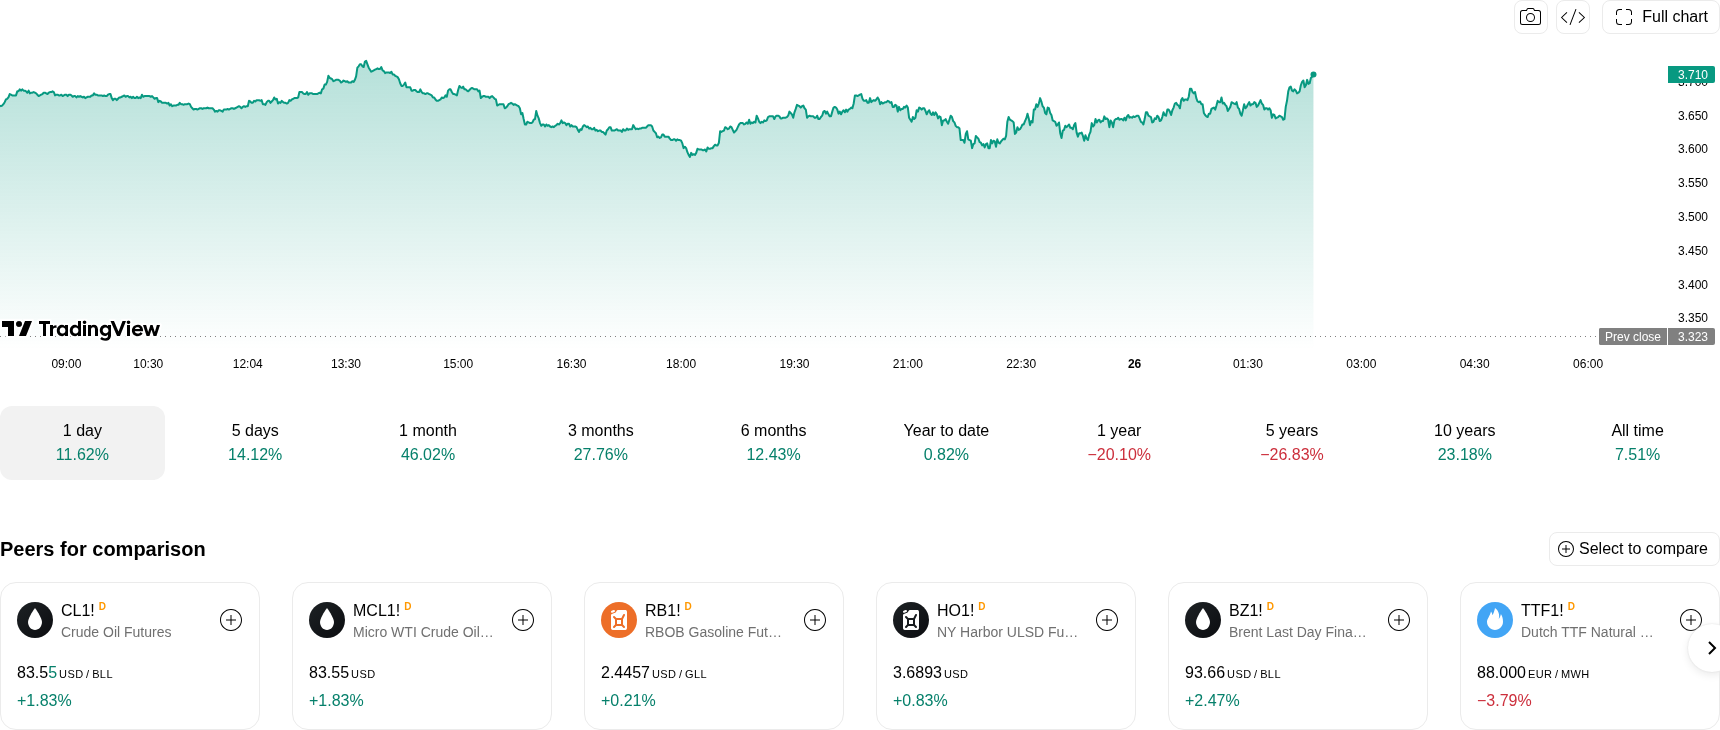 Full chart
3.710
3.650
3.600
3.550
3.500
3.450
3.400
3.350
TradingView
Prev close 3.323
09:00 10:30 12:04 13:30 15:00 16:30 18:00 19:30 21:00 22:30 26 01:30 03:00 04:30 06:00
1 day 5 days 1 month 3 months 6 months Year to date 1 year 5 years 10 years All time
11.62% 14.12% 46.02% 27.76% 12.43% 0.82% −20.10% −26.83% 23.18% 7.51%
Peers for comparison
Select to compare
CL1! D MCL1! D RB1! D HO1! D BZ1! D TTF1! D
Crude Oil Futures Micro WTI Crude Oil… RBOB Gasoline Fut… NY Harbor ULSD Fu… Brent Last Day Fina… Dutch TTF Natural …
83.55 USD / BLL 83.55 USD 2.4457 USD / GLL 3.6893 USD 93.66 USD / BLL 88.000 EUR / MWH
+1.83% +1.83% +0.21% +0.83% +2.47% −3.79%